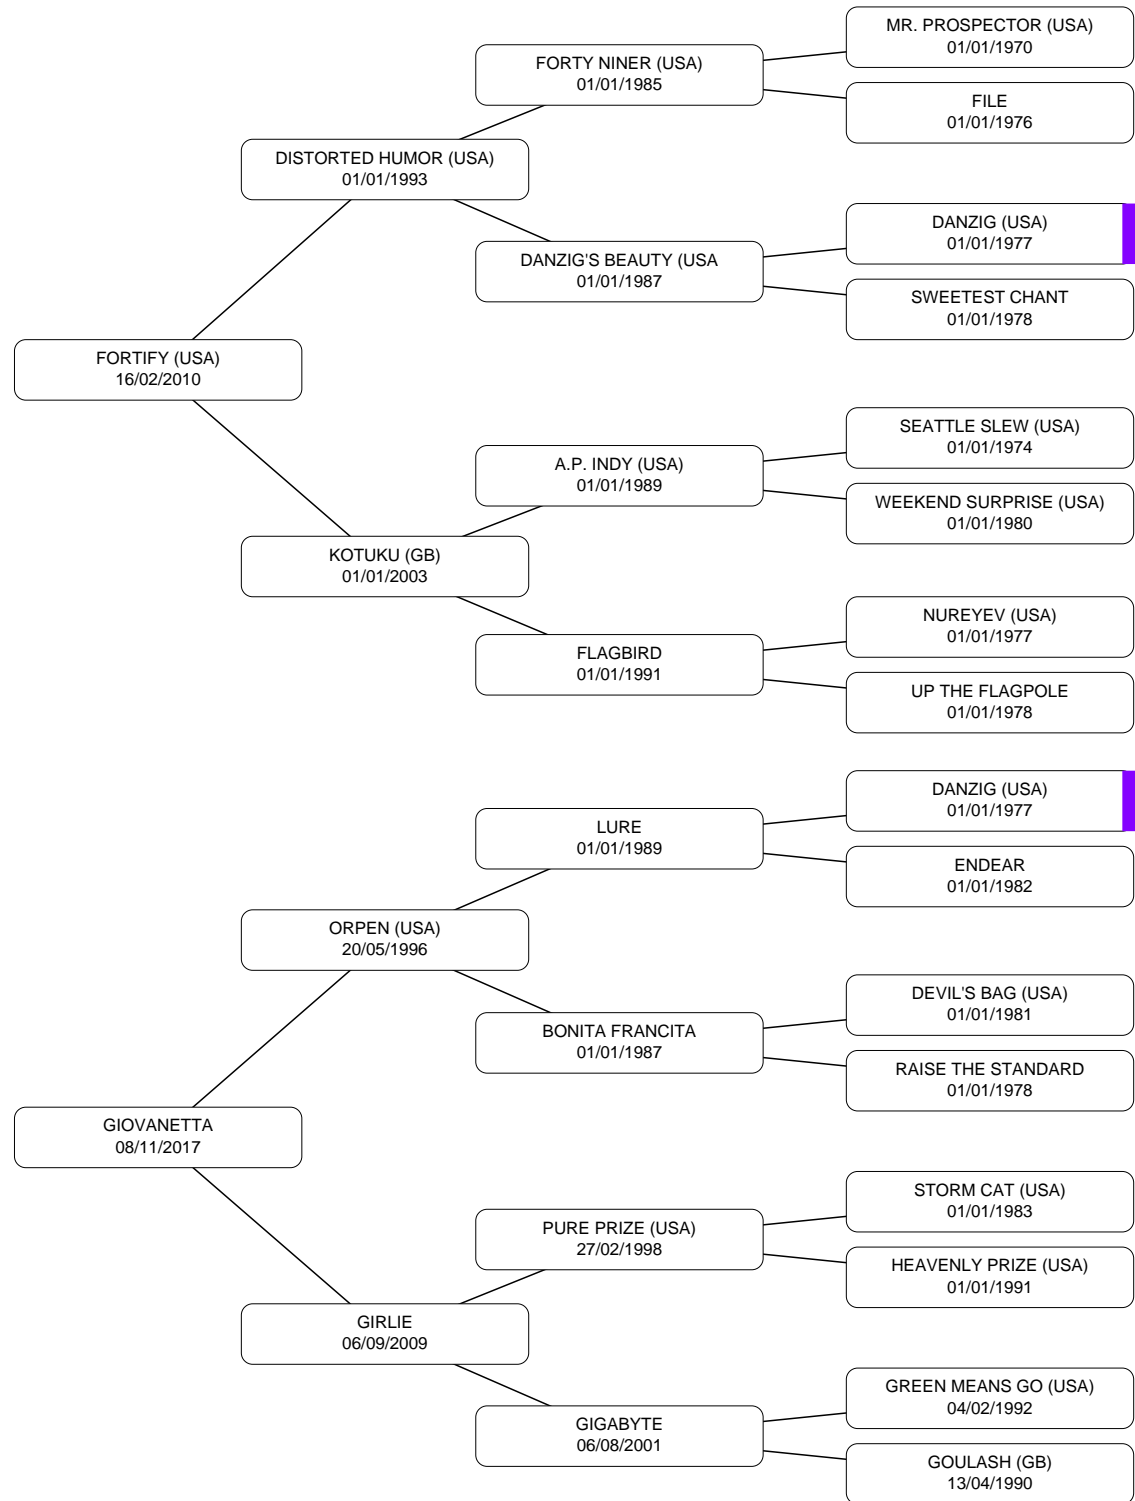 MR. PROSPECTOR (USA)
01/01/1970
FORTY NINER (USA)
01/01/1985
FILE
01/01/1976
DISTORTED HUMOR (USA)
01/01/1993
DANZIG (USA)
01/01/1977
DANZIG'S BEAUTY (USA
01/01/1987
SWEETEST CHANT
01/01/1978
FORTIFY (USA)
16/02/2010
SEATTLE SLEW (USA)
01/01/1974
A.P. INDY (USA)
01/01/1989
WEEKEND SURPRISE (USA)
01/01/1980
KOTUKU (GB)
01/01/2003
NUREYEV (USA)
01/01/1977
FLAGBIRD
01/01/1991
UP THE FLAGPOLE
01/01/1978
DANZIG (USA)
01/01/1977
LURE
01/01/1989
ENDEAR
01/01/1982
ORPEN (USA)
20/05/1996
DEVIL'S BAG (USA)
01/01/1981
BONITA FRANCITA
01/01/1987
RAISE THE STANDARD
01/01/1978
GIOVANETTA
08/11/2017
STORM CAT (USA)
01/01/1983
PURE PRIZE (USA)
27/02/1998
HEAVENLY PRIZE (USA)
01/01/1991
GIRLIE
06/09/2009
GREEN MEANS GO (USA)
04/02/1992
GIGABYTE
06/08/2001
GOULASH (GB)
13/04/1990